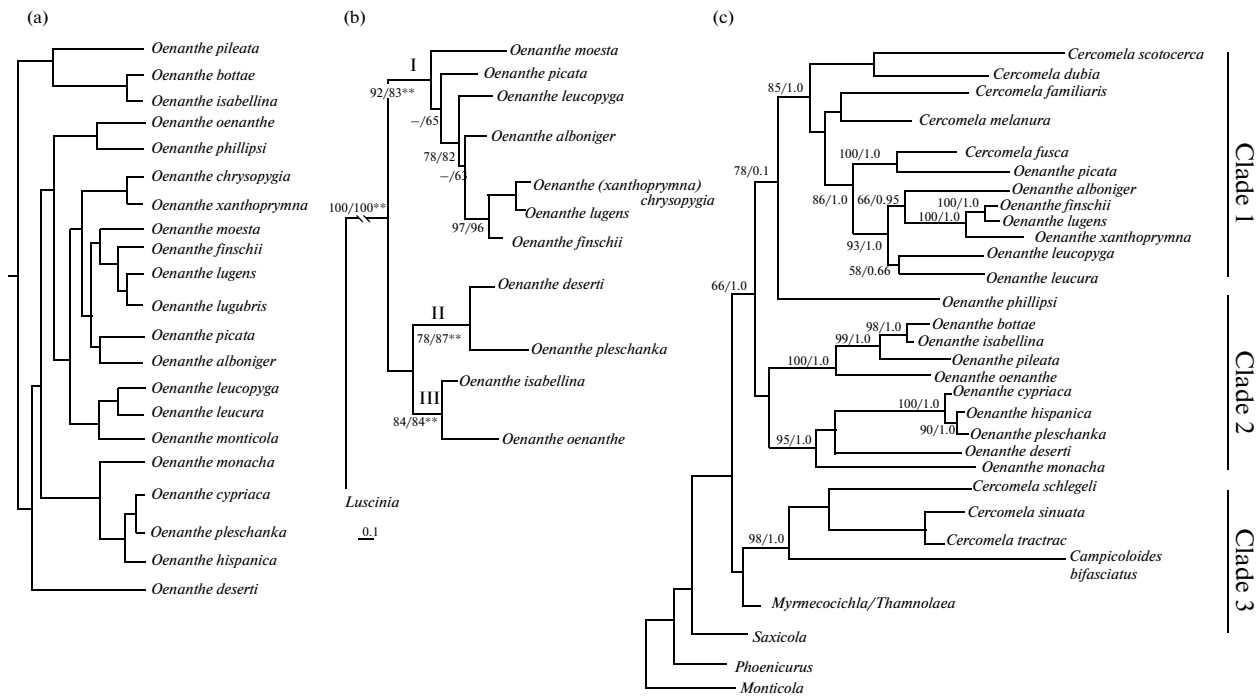 (a)
Oenanthe pileata
Oenanthe bottae
Oenanthe isabellina
Oenanthe oenanthe
Oenanthe phillipsi
Oenanthe chrysopygia
Oenanthe xanthoprymna
Oenanthe moesta
Oenanthe finschii
Oenanthe lugens
Oenanthe lugubris
Oenanthe picata
Oenanthe alboniger
Oenanthe leucopyga
Oenanthe leucura
Oenanthe monticola
Oenanthe monacha
Oenanthe cypriaca
Oenanthe pleschanka
Oenanthe hispanica
Oenanthe deserti
(b)
I
Oenanthe moesta
92/83**
Oenanthe picata
Oenanthe leucopyga
–/65
Oenanthe alboniger
78/82
–/63
Oenanthe (xanthoprymna)
chrysopygia
100/100**
Oenanthe lugens
97/96
Oenanthe finschii
Oenanthe deserti
II
78/87**
Oenanthe pleschanka
Oenanthe isabellina
III
84/84**
Oenanthe oenanthe
Luscinia
0.1
(c)
Cercomela scotocerca
85/1.0
Cercomela dubia
Cercomela familiaris
Cercomela melanura
100/1.0
Cercomela fusca
78/0.1
Oenanthe picata
86/1.0
66/0.95
Oenanthe alboniger
100/1.0
Oenanthe finschii
100/1.0
Oenanthe lugens
Oenanthe xanthoprymna
93/1.0
Oenanthe leucopyga
58/0.66
Oenanthe leucura
66/1.0
Oenanthe phillipsi
98/1.0
Oenanthe bottae
99/1.0
Oenanthe isabellina
100/1.0
Oenanthe pileata
Oenanthe oenanthe
Oenanthe cypriaca
100/1.0
Oenanthe hispanica
90/1.0
Oenanthe pleschanka
95/1.0
Oenanthe deserti
Oenanthe monacha
Cercomela schlegeli
Cercomela sinuata
98/1.0
Cercomela tractrac
Campicoloides
bifasciatus
Myrmecocichla/Thamnolaea
Saxicola
Phoenicurus
Monticola
Clade 1
Clade 2
Clade 3